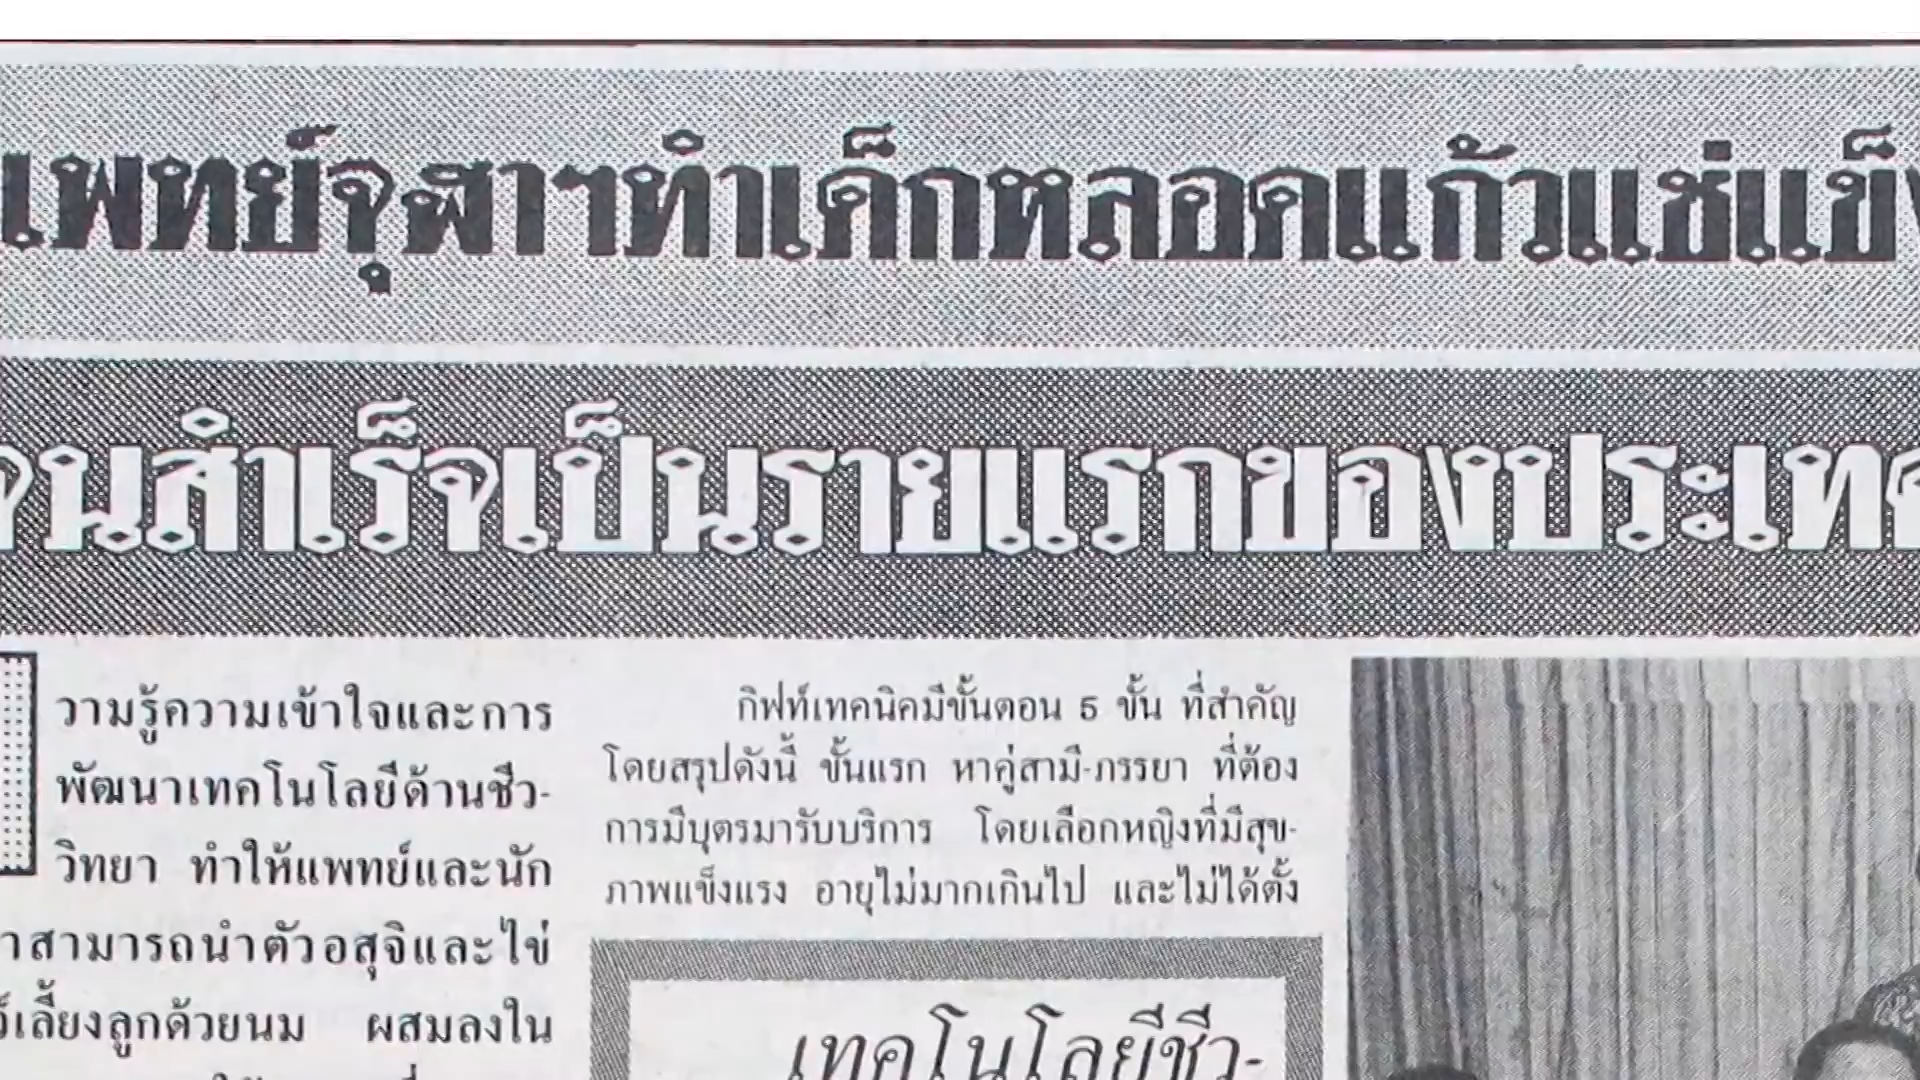 แพทย์จุฬาฯทำเด็กหลอดแก้วแช่แข็ง
จนสำเร็จเป็นรายแรกของประเทศ
วามรู้ความเข้าใจและการ
พัฒนาเทคโนโลยีด้านชีว-
วิทยา ทำให้แพทย์และนัก
าสามารถนำตัวอสุจิและไข่
เลี้ยงลูกด้วยนม ผสมลงใน
กิฟท์เทคนิคมีขั้นตอน 5 ขั้น ที่สำคัญ
โดยสรุปดังนี้ ขั้นแรก หาคู่สามี-ภรรยา ที่ต้อง
การมีบุตรมารับบริการ โดยเลือกหญิงที่มีสุข-
ภาพแข็งแรง อายุไม่มากเกินไป และไม่ได้ตั้ง
เทคโนโลยีชีว-